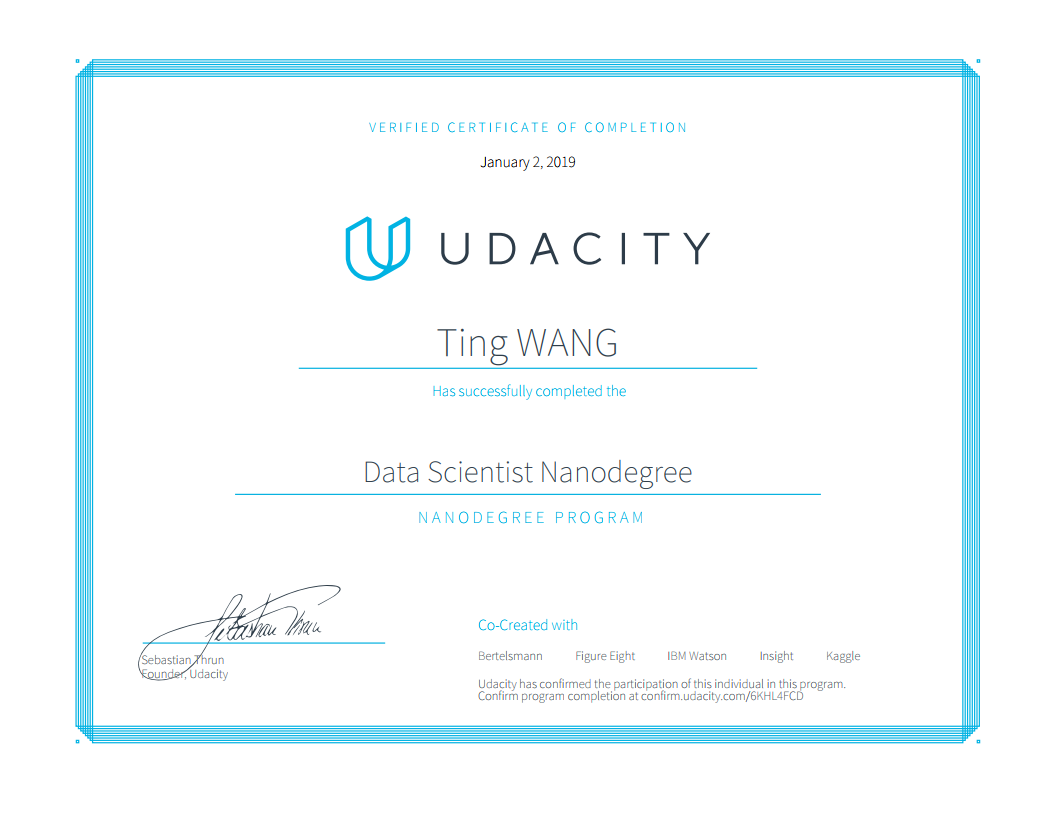 VERIFIED CERTIFICATE OF COMPLETION
January 2, 2019
UDACITY
Ting WANG
Has successfully completed the
Data Scientist Nanodegree
NANODEGREE PROGRAM
Sebastian Thrun
Sebastian Thrun
Founder, Udacity
Co-Created with
Bertelsmann Figure Eight IBM Watson Insight Kaggle
Udacity has confirmed the participation of this individual in this program.
Confirm program completion at confirm.udacity.com/6KHL4FCD